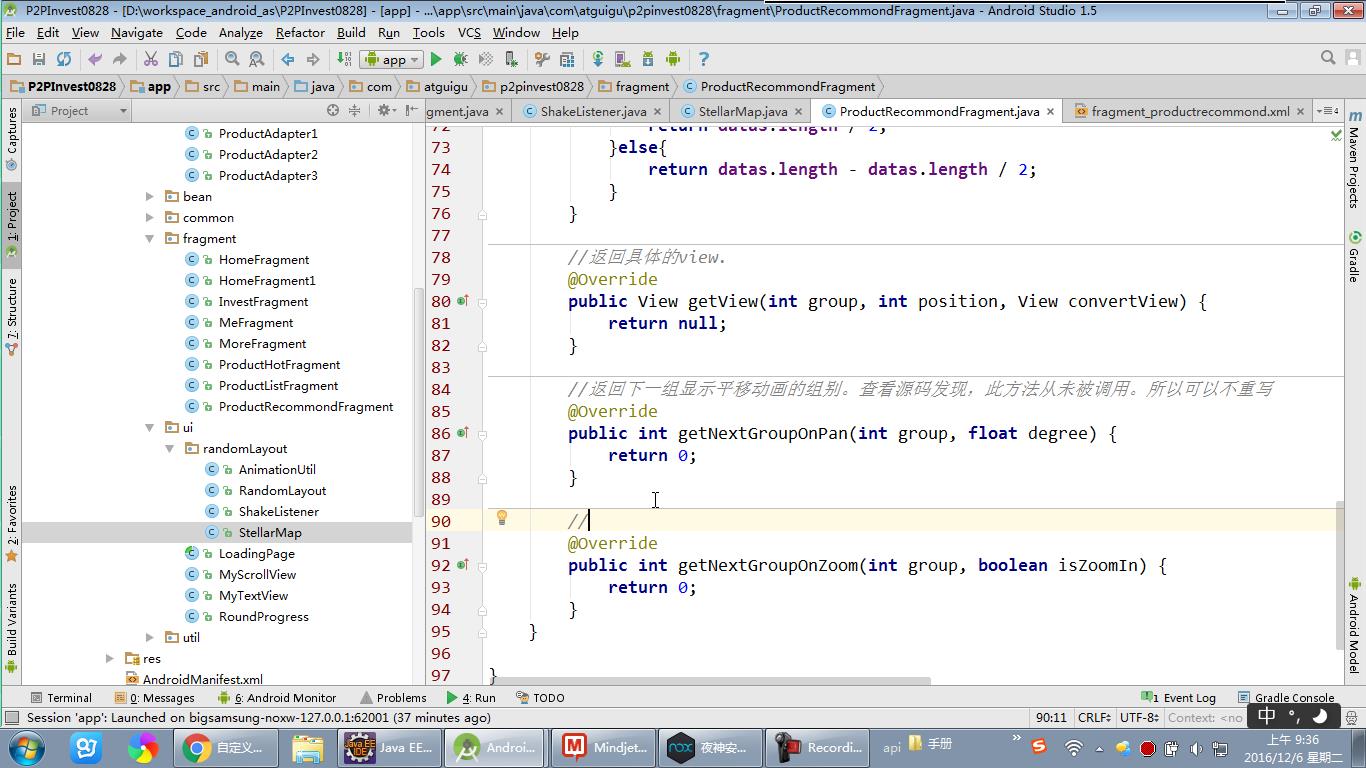 P2PInvest0828 - [D:\workspace_android_as\P2PInvest0828] - [app] - ...\app\src\main\java\com\atguigu\p2pinvest0828\fragment\ProductRecommondFragment.java - Android Studio 1.5
File Edit View Navigate Code Analyze Refactor Build Run Tools VCS Window Help
app
P2PInvest0828 app src main java com atguigu p2pinvest0828 fragment ProductRecommondFragment
Project
gment.java ShakeListener.java StellarMap.java ProductRecommondFragment.java fragment_productrecommond.xml
Captures
1: Project
7: Structure
2: Favorites
Build Variants
ProductAdapter1
ProductAdapter2
ProductAdapter3
bean
common
fragment
HomeFragment
HomeFragment1
InvestFragment
MeFragment
MoreFragment
ProductHotFragment
ProductListFragment
ProductRecommondFragment
ui
randomLayout
AnimationUtil
RandomLayout
ShakeListener
StellarMap
LoadingPage
MyScrollView
MyTextView
RoundProgress
util
res
AndroidManifest.xml
72 return datas.length / 2;
73 }else{
74 return datas.length - datas.length / 2;
75 }
76 }
77
78 //返回具体的view.
79 @Override
80 public View getView(int group, int position, View convertView) {
81 return null;
82 }
83
84 //返回下一组显示平移动画的组别。查看源码发现，此方法从未被调用。所以可以不重写
85 @Override
86 public int getNextGroupOnPan(int group, float degree) {
87 return 0;
88 }
89
90 //
91 @Override
92 public int getNextGroupOnZoom(int group, boolean isZoomIn) {
93 return 0;
94 }
95 }
96
97 }
Maven Projects
Gradle
Android Model
Terminal 0: Messages 6: Android Monitor Problems 4: Run TODO 1 Event Log Gradle Console
Session 'app': Launched on bigsamsung-noxw-127.0.0.1:62001 (37 minutes ago) 90:11 CRLF UTF-8 Context: <no
中 °,
自定义... Java EE... Androi... Mindjet... 夜神安... Recordi... api 手册 »
上午 9:36
2016/12/6 星期二